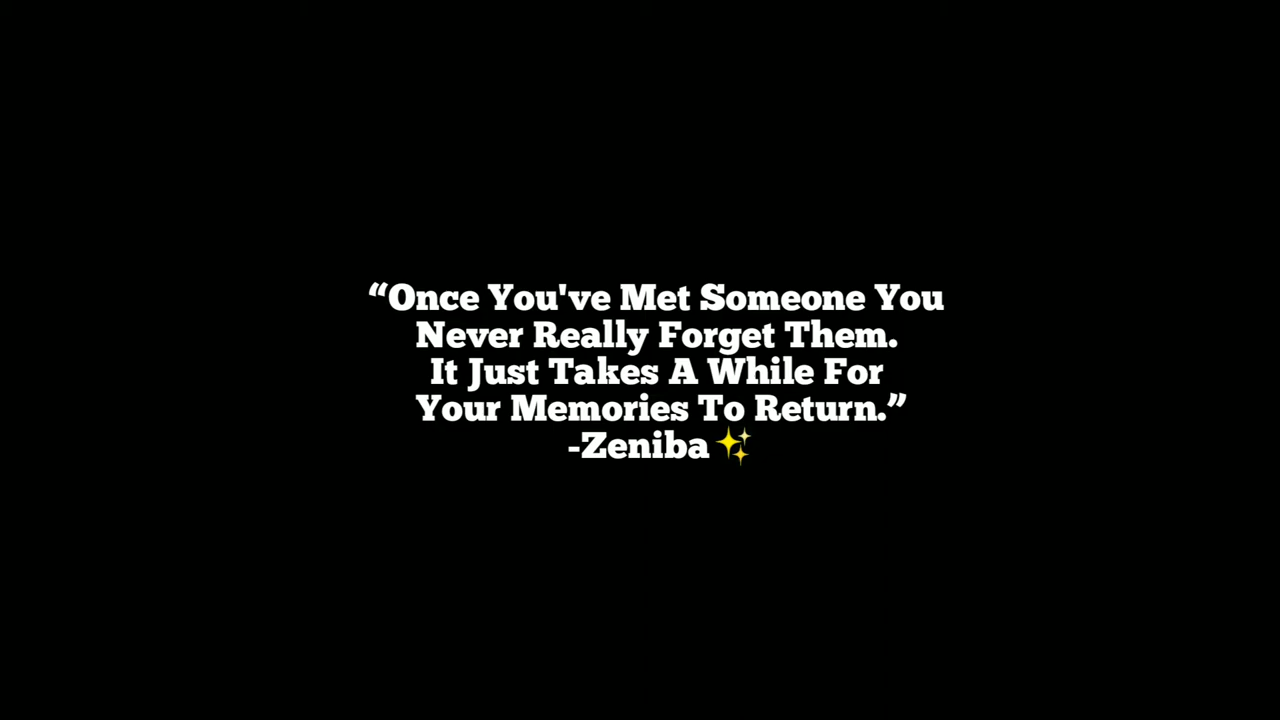 “Once You've Met Someone You
Never Really Forget Them.
It Just Takes A While For
Your Memories To Return.”
-Zeniba✨